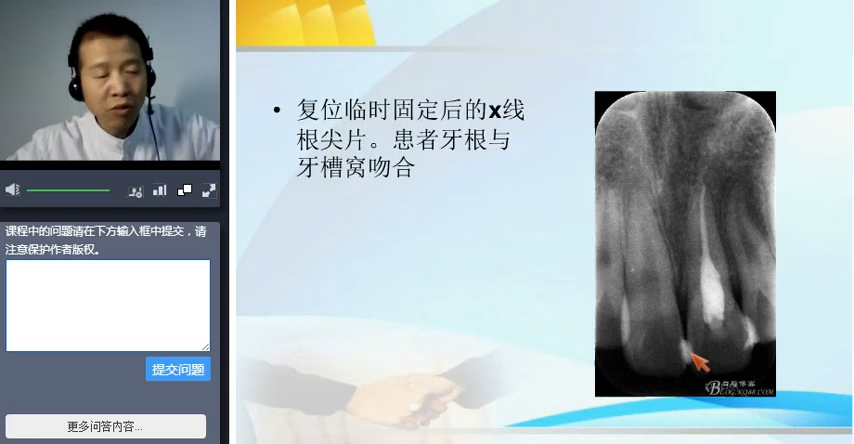 复位临时固定后的x线
根尖片。患者牙根与
牙槽窝吻合
课程中的问题请在下方输入框中提交，请
注意保护作者版权。
提交问题
更多问答内容...
BLOG.KQ88.COM